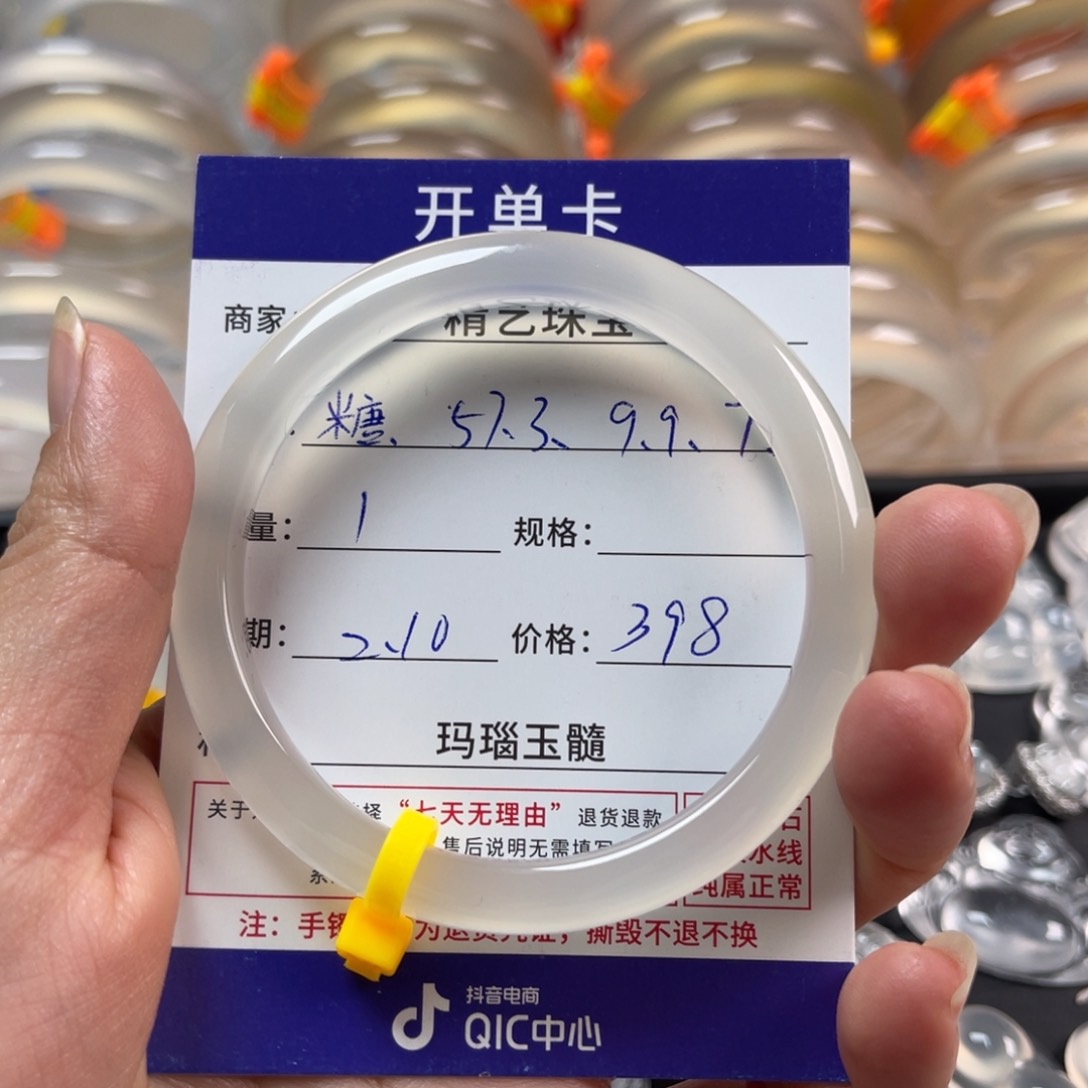 开单卡
商家 精艺珠宝
糖、57.3、9.9、7.
量： 1 规格：
期： 2.10 价格： 398
玛瑙玉髓
关于 择“七天无理由”退货退款
售后说明无需填写
水线
纯属正常
注：手镯 为退货凭证，撕毁不退不换
抖音电商
QIC中心